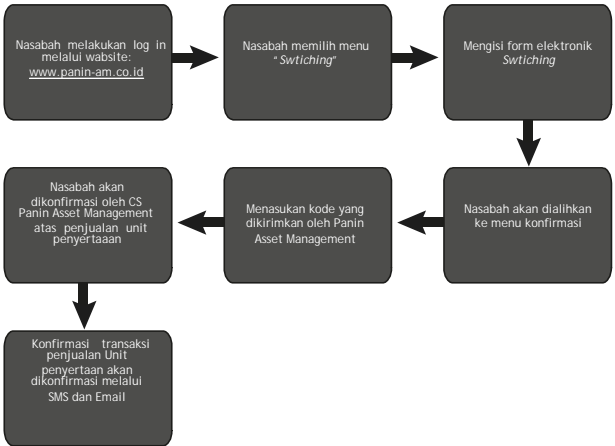 Nasabah melakukan log in
melalui website:
www.panin-am.co.id
Nasabah memilih menu
“ Swtiching”
Mengisi form elektronik
Swtiching
Nasabah akan dialihkan
ke menu konfirmasi
Menasukan kode yang
dikirimkan oleh Panin
Asset Management
Nasabah akan
dikonfirmasi oleh CS
Panin Asset Management
atas penjualan unit
penyertaaan
Konfirmasi transaksi
penjualan Unit
penyertaan akan
dikonfirmasi melalui
SMS dan Email